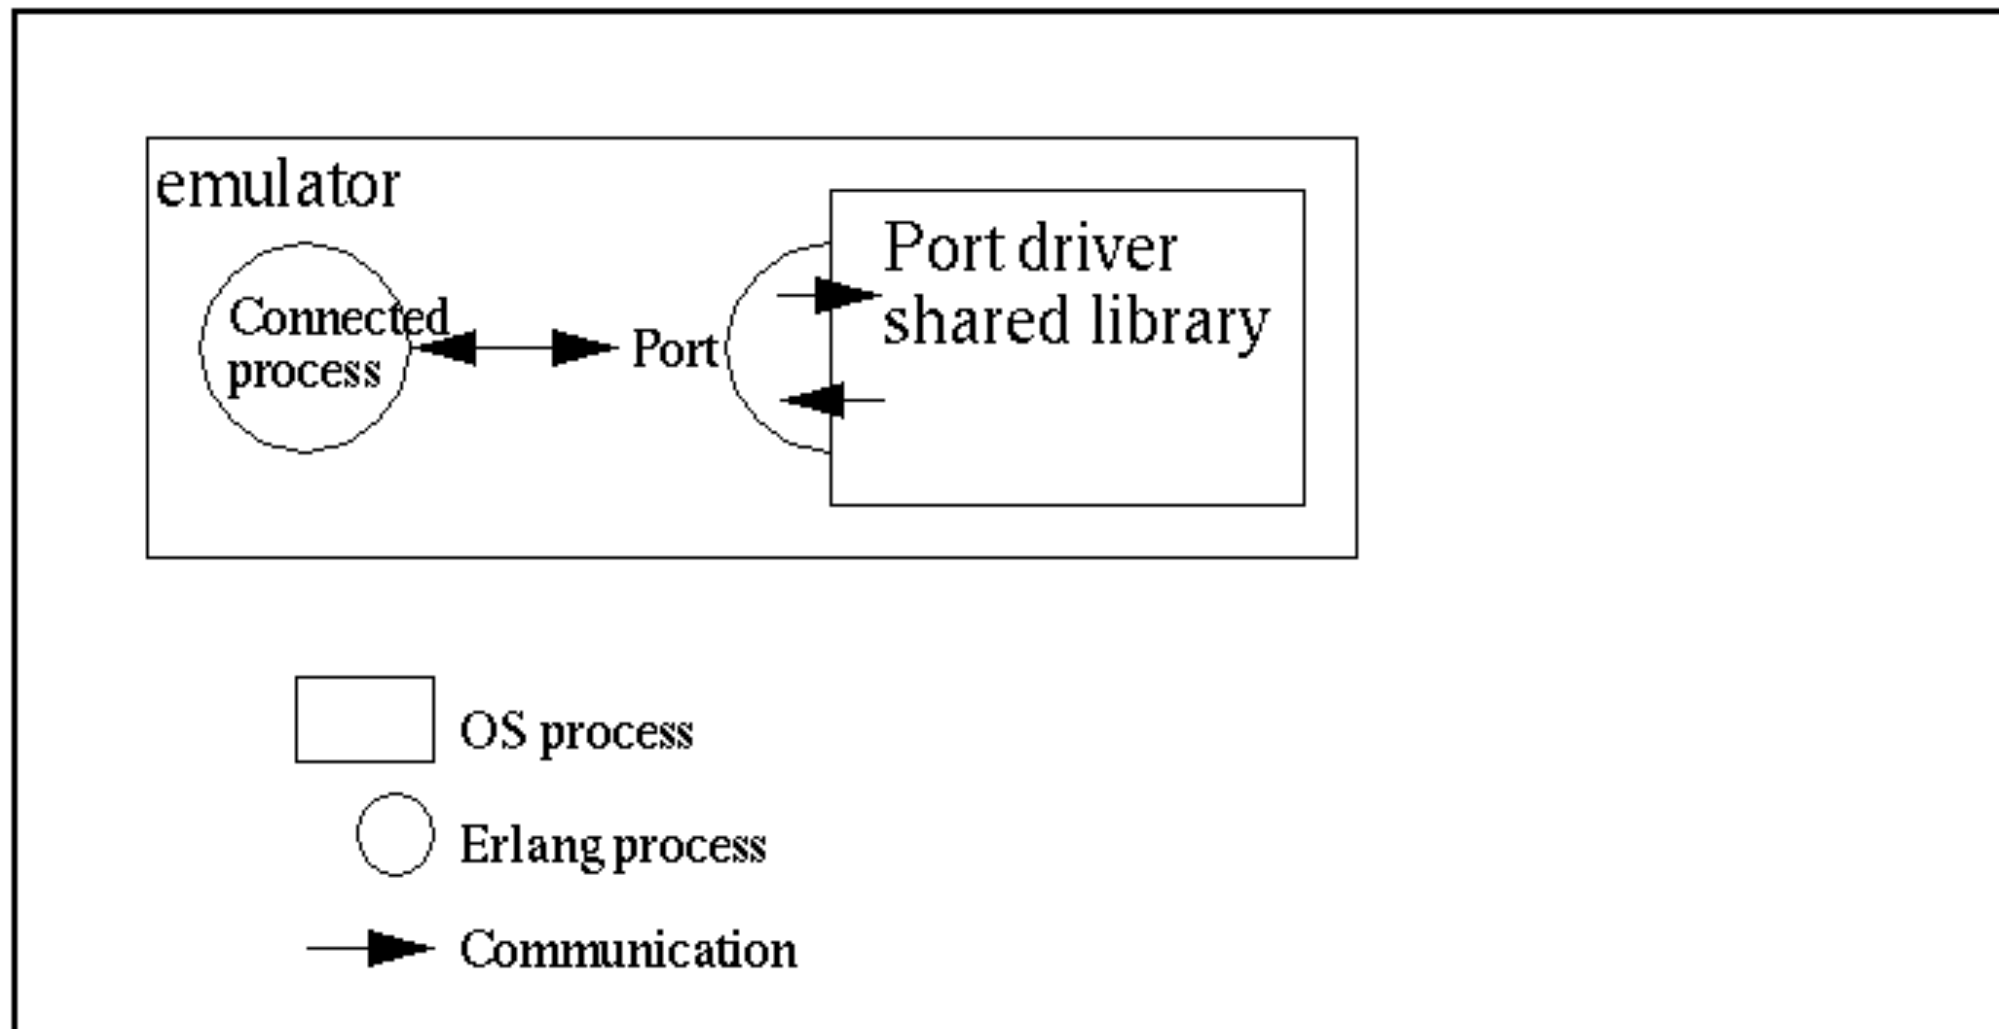 emulator
Connected
process
Port
Port driver
shared library
OS process
Erlang process
Communication